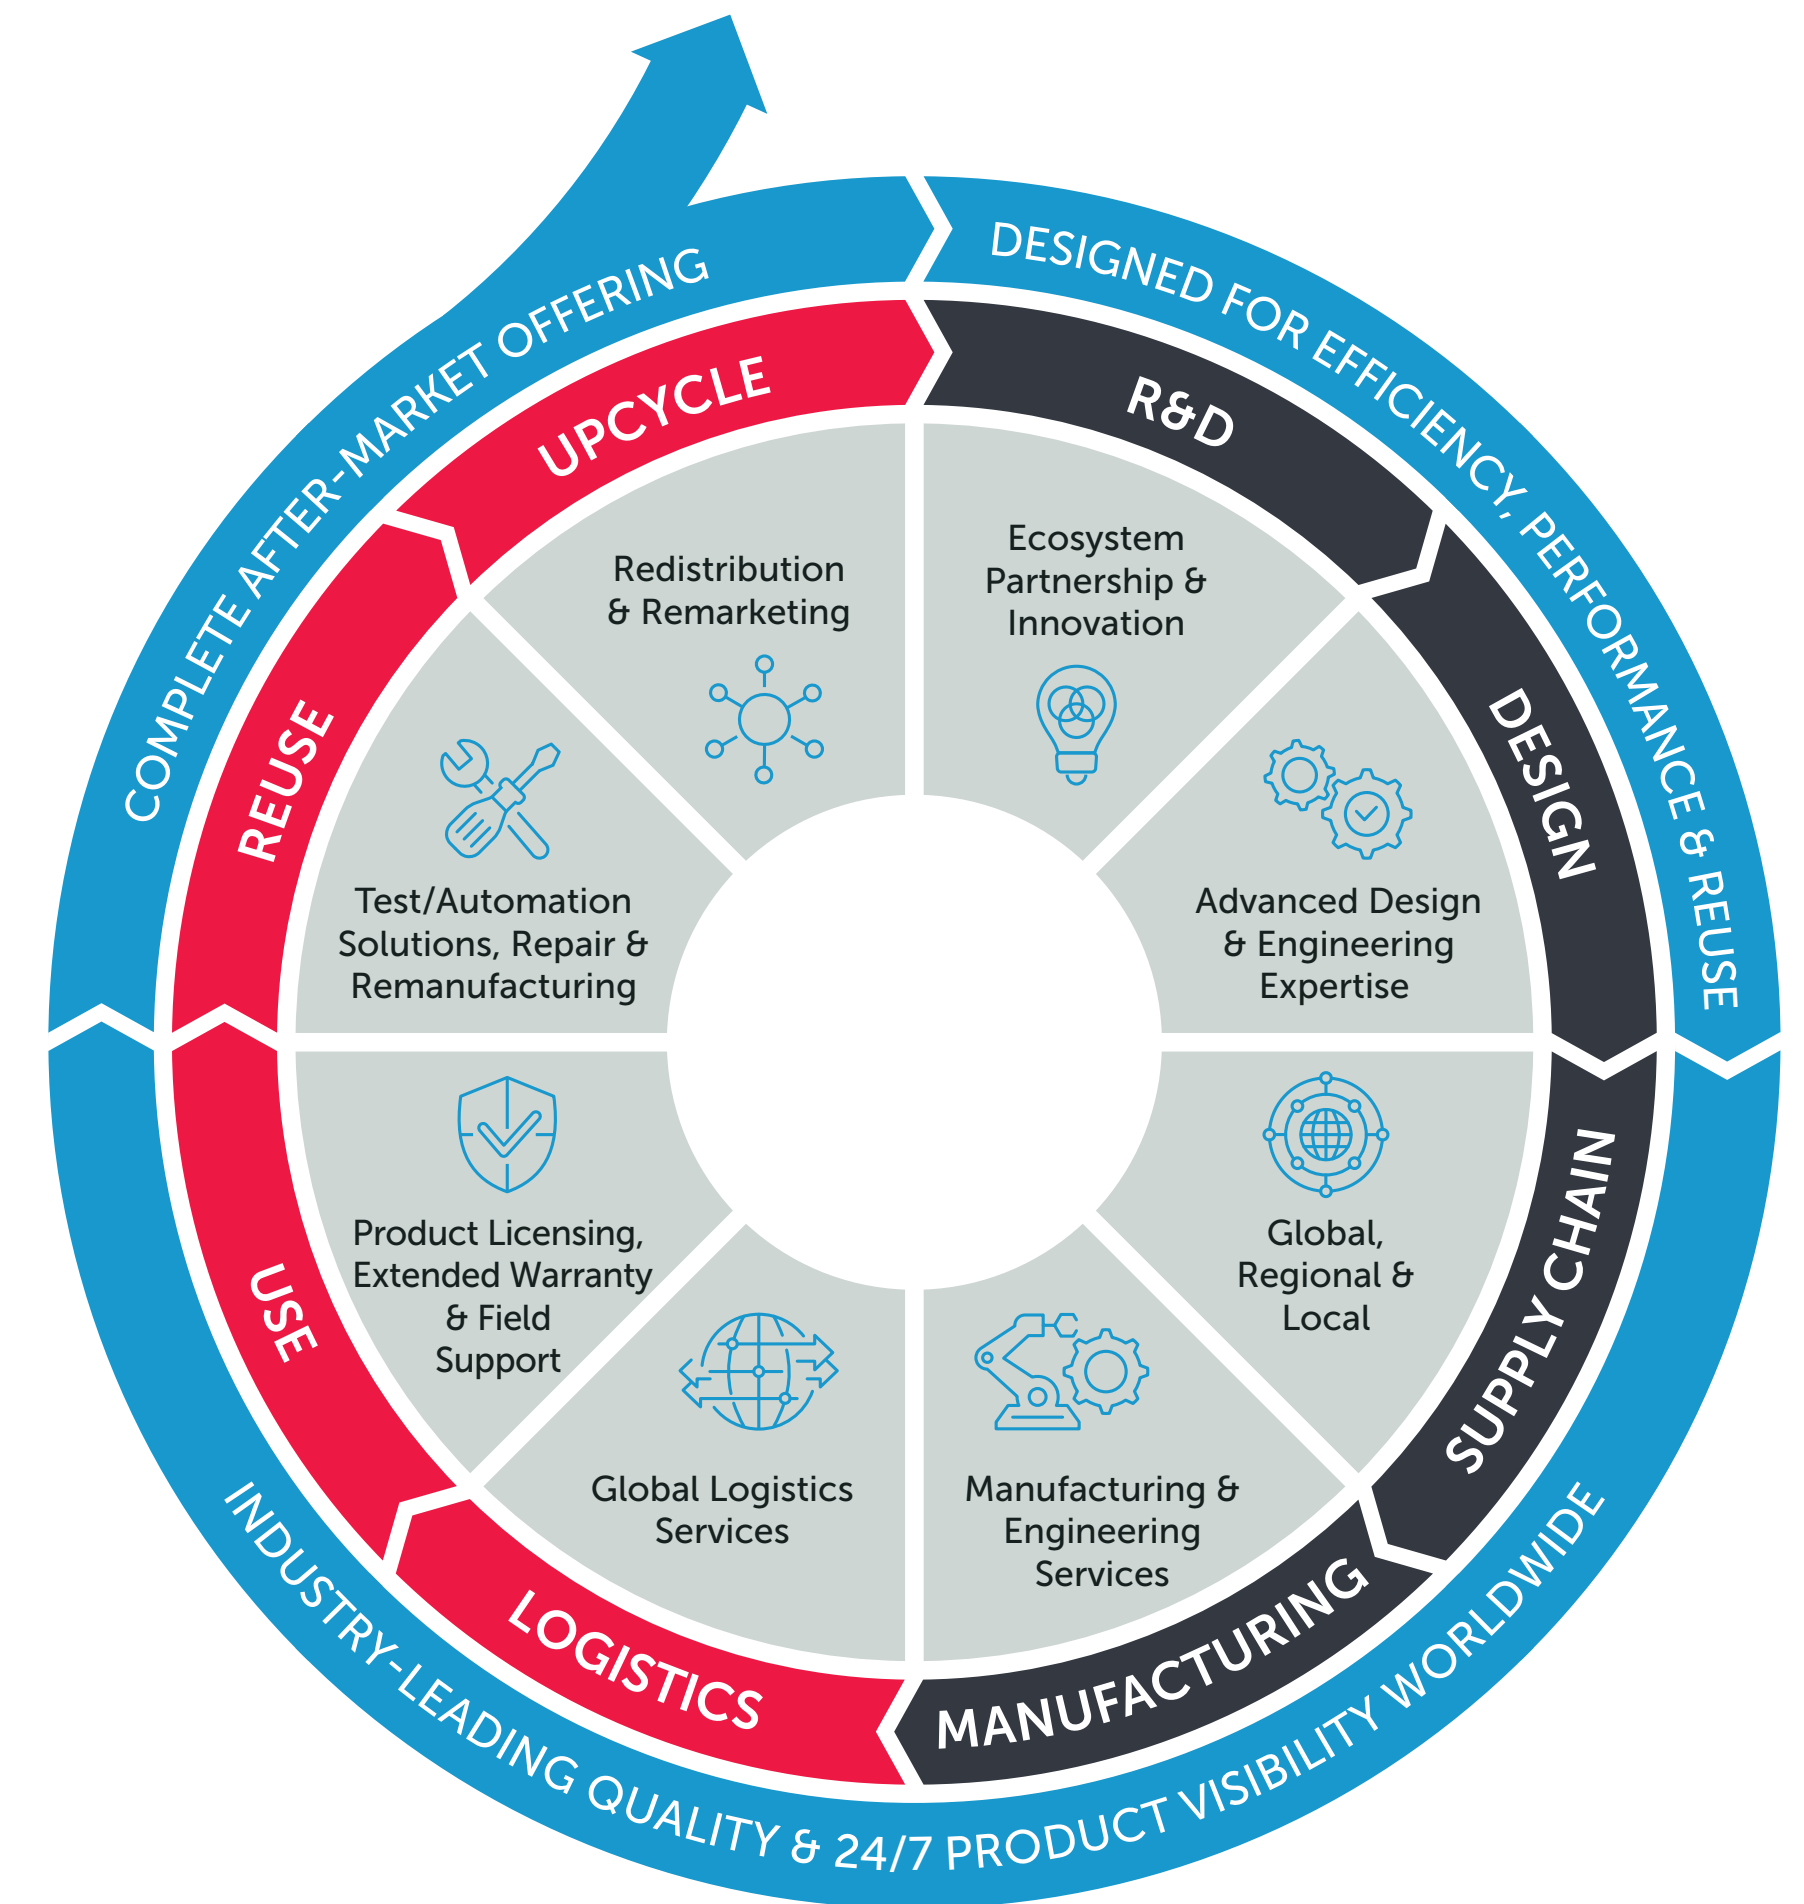 COMPLETE AFTER-MARKET OFFERING
DESIGNED FOR EFFICIENCY, PERFORMANCE & REUSE
INDUSTRY-LEADING QUALITY & 24/7 PRODUCT VISIBILITY WORLDWIDE
R&D
Ecosystem
Partnership &
Innovation
DESIGN
Advanced Design
& Engineering
Expertise
SUPPLY CHAIN
Global,
Regional &
Local
MANUFACTURING
Manufacturing &
Engineering
Services
LOGISTICS
Global Logistics
Services
USE
Product Licensing,
Extended Warranty
& Field
Support
REUSE
Test/Automation
Solutions, Repair &
Remanufacturing
UPCYCLE
Redistribution
& Remarketing